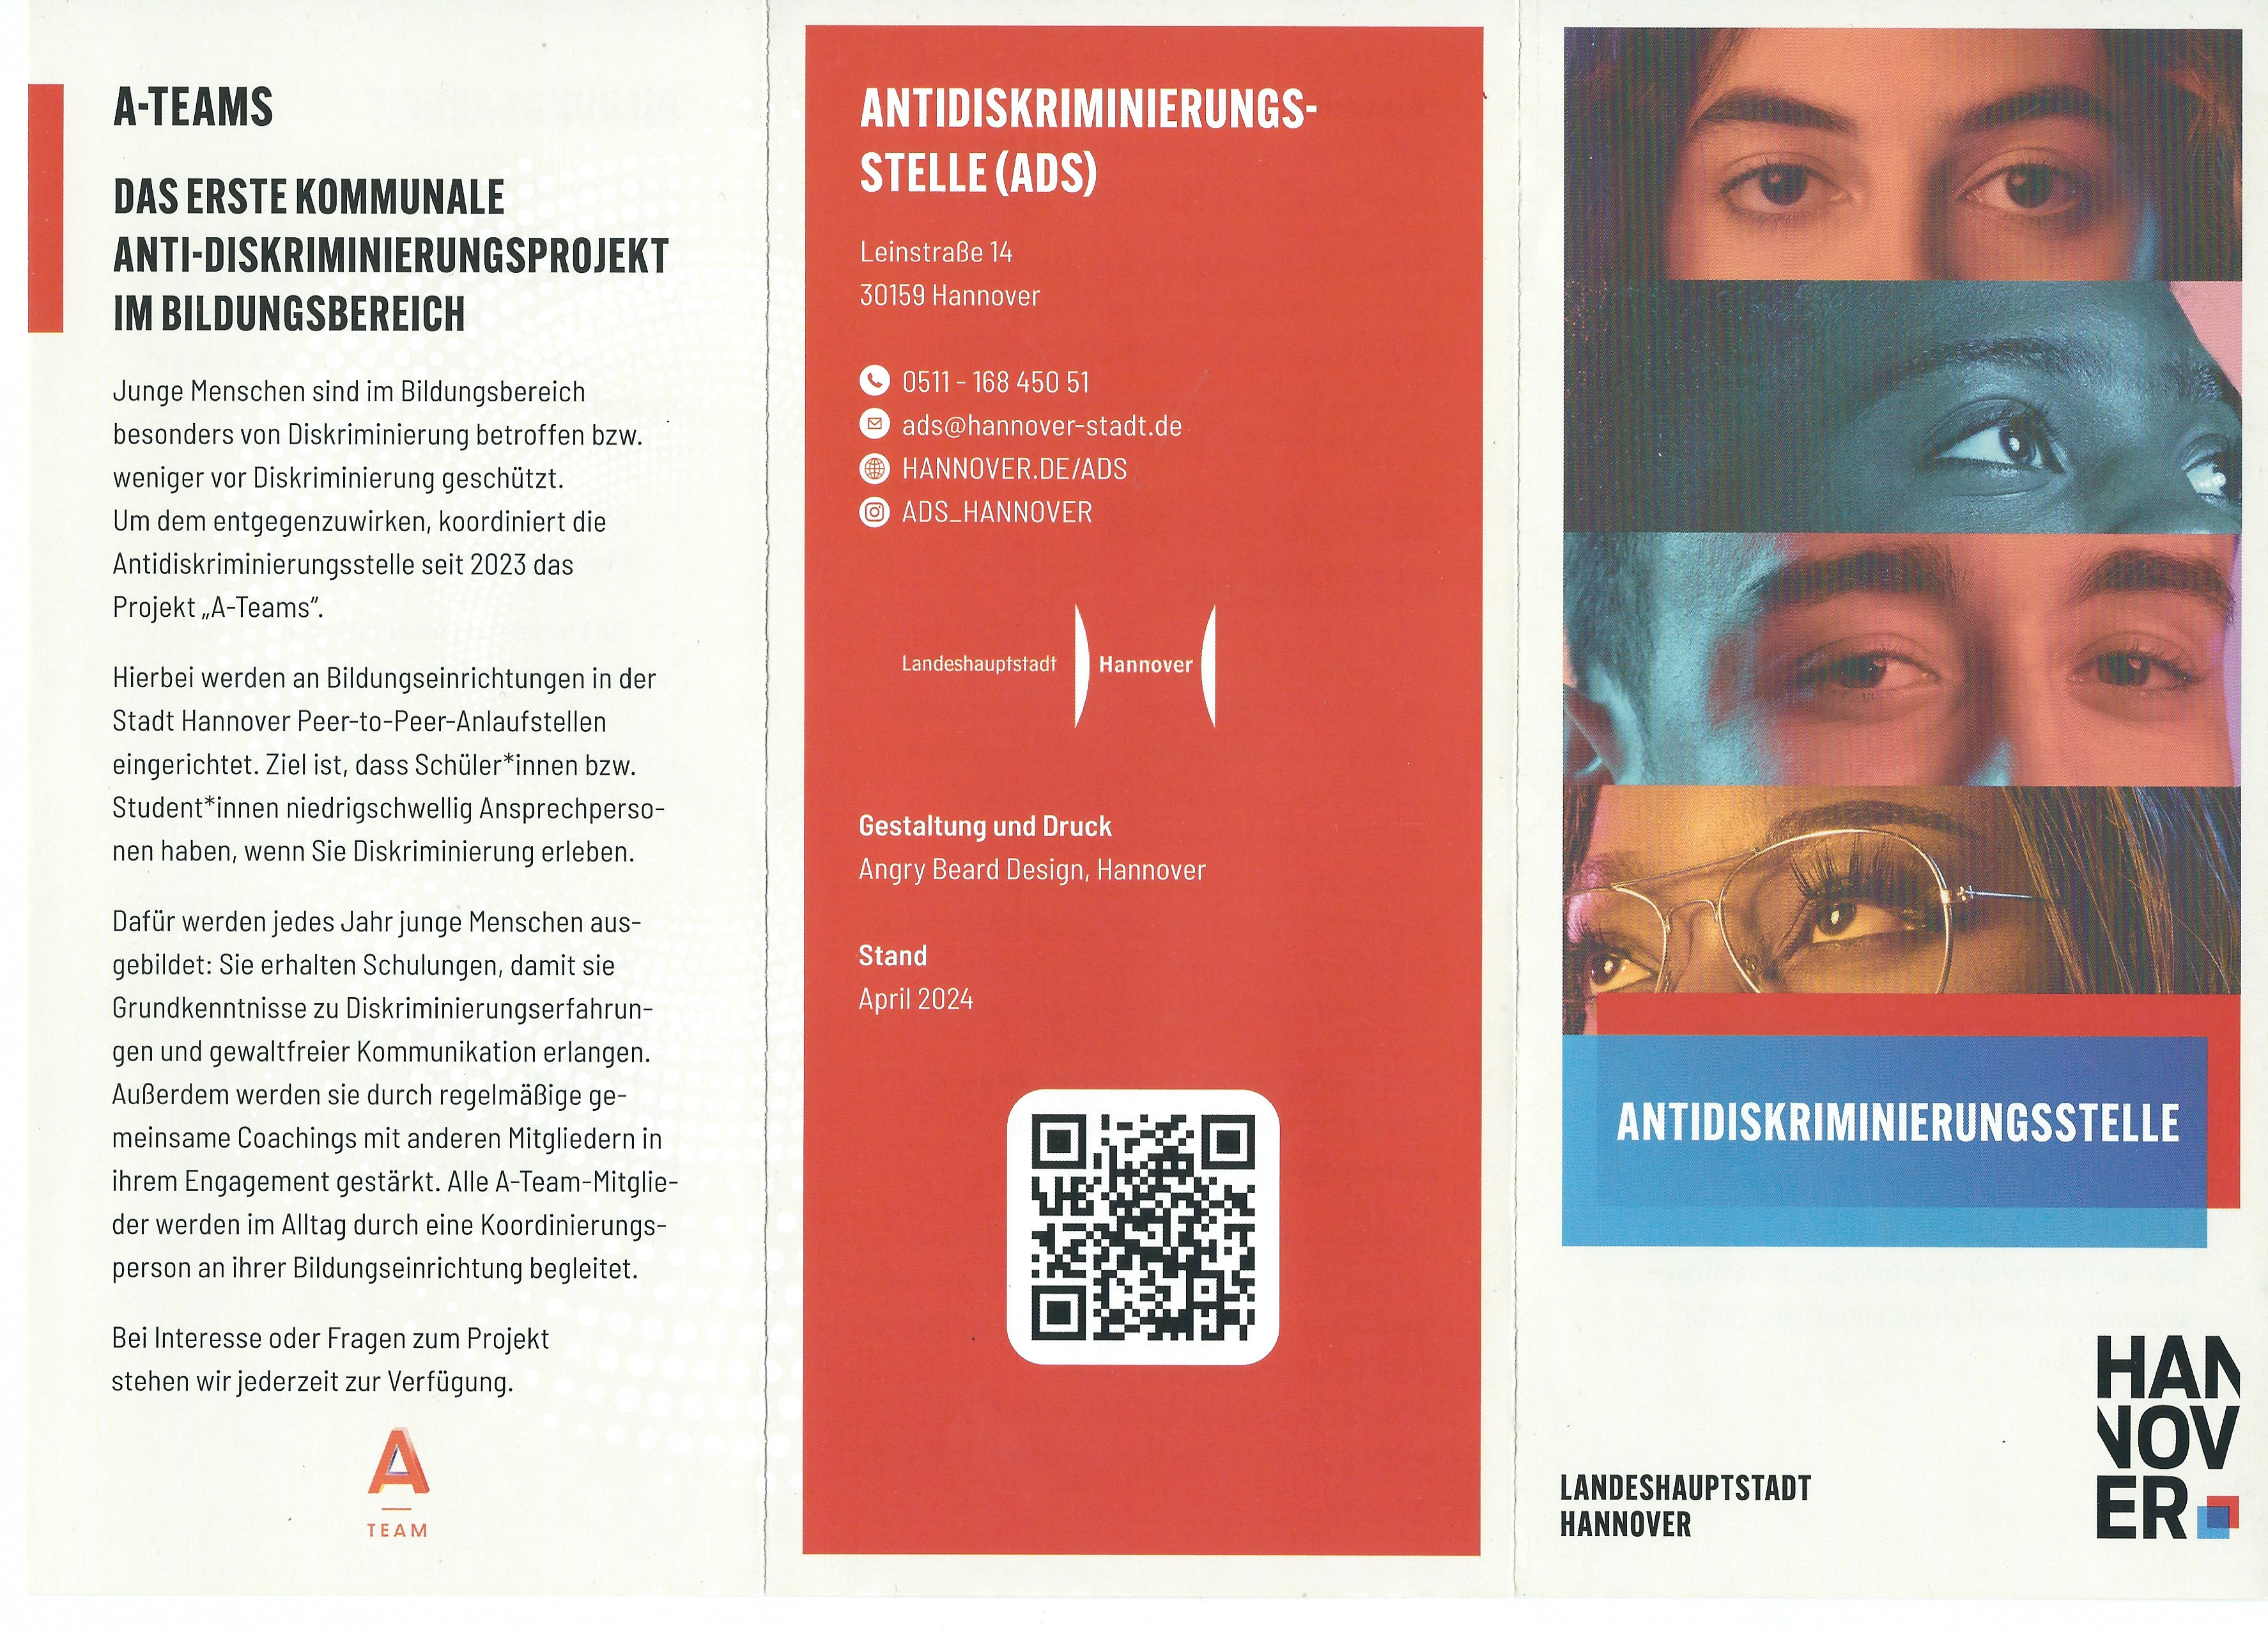 A-TEAMS
DAS ERSTE KOMMUNALE
ANTI-DISKRIMINIERUNGSPROJEKT
IM BILDUNGSBEREICH
Junge Menschen sind im Bildungsbereich
besonders von Diskriminierung betroffen bzw.
weniger vor Diskriminierung geschützt.
Um dem entgegenzuwirken, koordiniert die
Antidiskriminierungsstelle seit 2023 das
Projekt „A-Teams“.
Hierbei werden an Bildungseinrichtungen in der
Stadt Hannover Peer-to-Peer-Anlaufstellen
eingerichtet. Ziel ist, dass Schüler*innen bzw.
Student*innen niedrigschwellig Ansprechperso-
nen haben, wenn Sie Diskriminierung erleben.
Dafür werden jedes Jahr junge Menschen aus-
gebildet: Sie erhalten Schulungen, damit sie
Grundkenntnisse zu Diskriminierungserfahrun-
gen und gewaltfreier Kommunikation erlangen.
Außerdem werden sie durch regelmäßige ge-
meinsame Coachings mit anderen Mitgliedern in
ihrem Engagement gestärkt. Alle A-Team-Mitglie-
der werden im Alltag durch eine Koordinierungs-
person an ihrer Bildungseinrichtung begleitet.
Bei Interesse oder Fragen zum Projekt
stehen wir jederzeit zur Verfügung.
A
TEAM
ANTIDISKRIMINIERUNGS-
STELLE (ADS)
Leinstraße 14
30159 Hannover
0511 - 168 450 51
ads@hannover-stadt.de
HANNOVER.DE/ADS
ADS_HANNOVER
Landeshauptstadt Hannover
Gestaltung und Druck
Angry Beard Design, Hannover
Stand
April 2024
ANTIDISKRIMINIERUNGSSTELLE
LANDESHAUPTSTADT
HANNOVER
HAN
NOV
ER